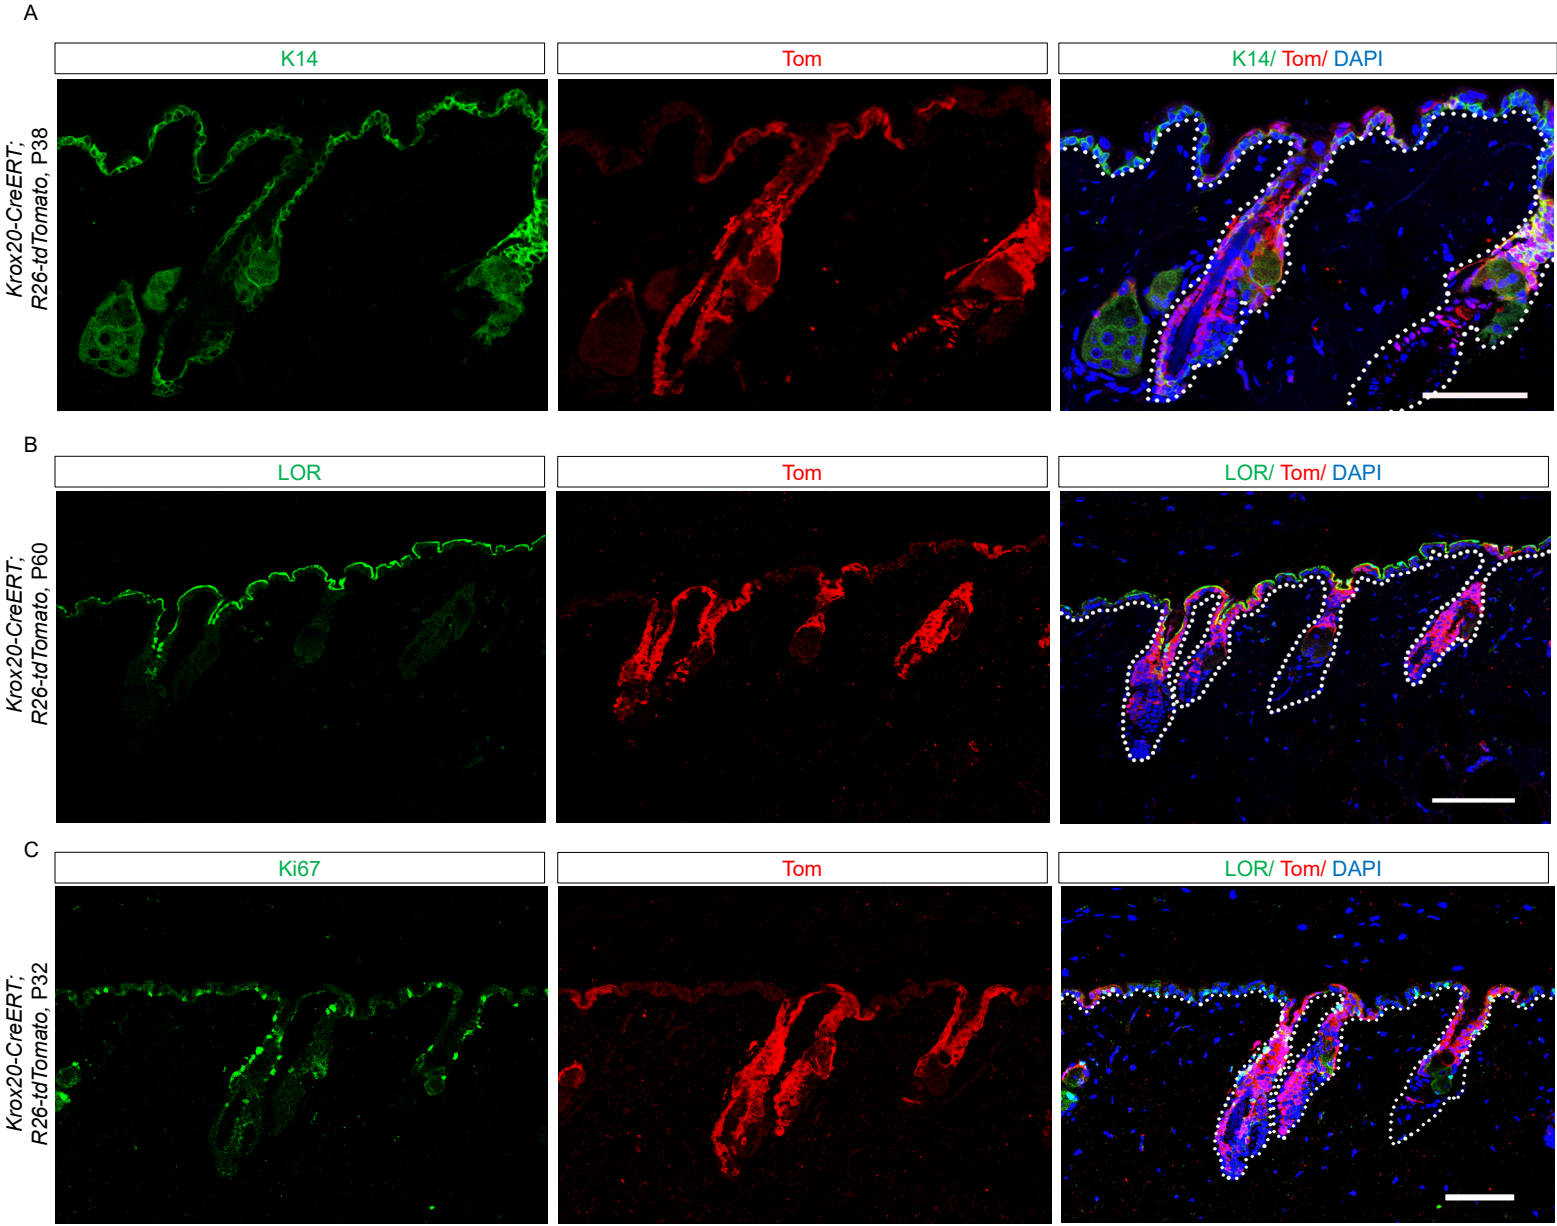 A
K14
Tom
K14/ Tom/ DAPI
Krox20-CreERT;
R26-tdTomato, P38
B
LOR
Tom
LOR/ Tom/ DAPI
Krox20-CreERT;
R26-tdTomato, P60
C
Ki67
Tom
LOR/ Tom/ DAPI
Krox20-CreERT;
R26-tdTomato, P32